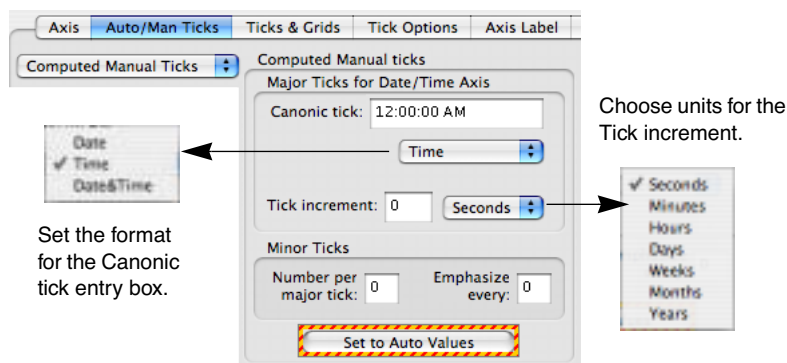 Axis
Auto/Man Ticks
Ticks & Grids
Tick Options
Axis Label
Computed Manual Ticks
Computed Manual ticks
Major Ticks for Date/Time Axis
Canonic tick: 12:00:00 AM
Time
Tick increment: 0 Seconds
Minor Ticks
Number per
major tick: 0
Emphasize
every: 0
Set to Auto Values
Date
✓ Time
Date&Time
Set the format
for the Canonic
tick entry box.
Choose units for the
Tick increment.
✓ Seconds
Minutes
Hours
Days
Weeks
Months
Years